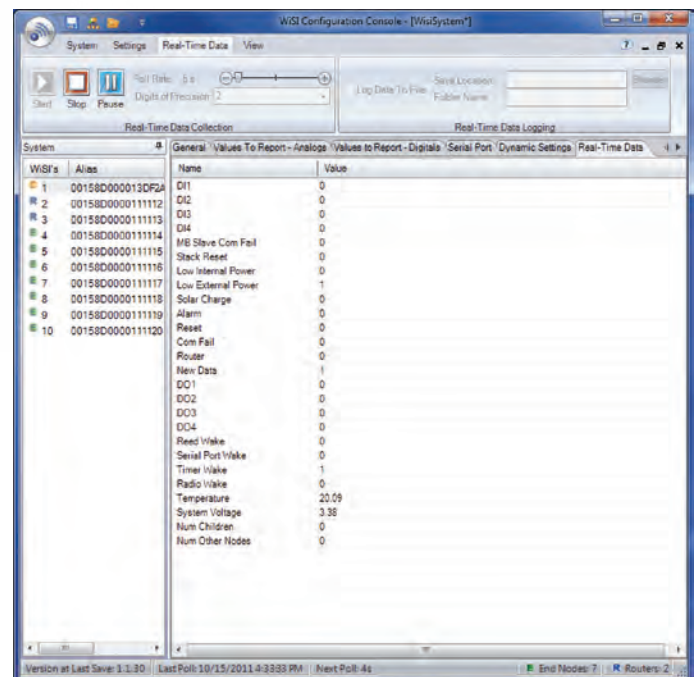 WiSI Configuration Console - [WisiSystem*]
System Settings Real-Time Data View
Poll Rate: 5 s
Digits of Precision: 2
Start Stop Pause
Real-Time Data Collection
Log Data To File:
Save Location:
Folder Name:
Browse
Real-Time Data Logging
System
General Values To Report - Analogs Values to Report - Digitals Serial Port Dynamic Settings Real-Time Data
WiSI's Alias
C 1 00158D000013DF2A
R 2 00158D0000111112
R 3 00158D0000111113
E 4 00158D0000111114
E 5 00158D0000111115
E 6 00158D0000111116
E 7 00158D0000111117
E 8 00158D0000111118
E 9 00158D0000111119
E 10 00158D0000111120
Name Value
DI1 0
DI2 0
DI3 0
DI4 0
MB Slave Com Fail 0
Stack Reset 0
Low Internal Power 0
Low External Power 1
Solar Charge 0
Alarm 0
Reset 0
Com Fail 0
Router 0
New Data 1
DO1 0
DO2 0
DO3 0
DO4 0
Reed Wake 0
Serial Port Wake 0
Timer Wake 1
Radio Wake 0
Temperature 20.09
System Voltage 3.38
Num Children 0
Num Other Nodes 0
Version at Last Save: 1.1.30 Last Poll: 10/15/2011 4:33:33 PM Next Poll: 4s E End Nodes: 7 R Routers: 2